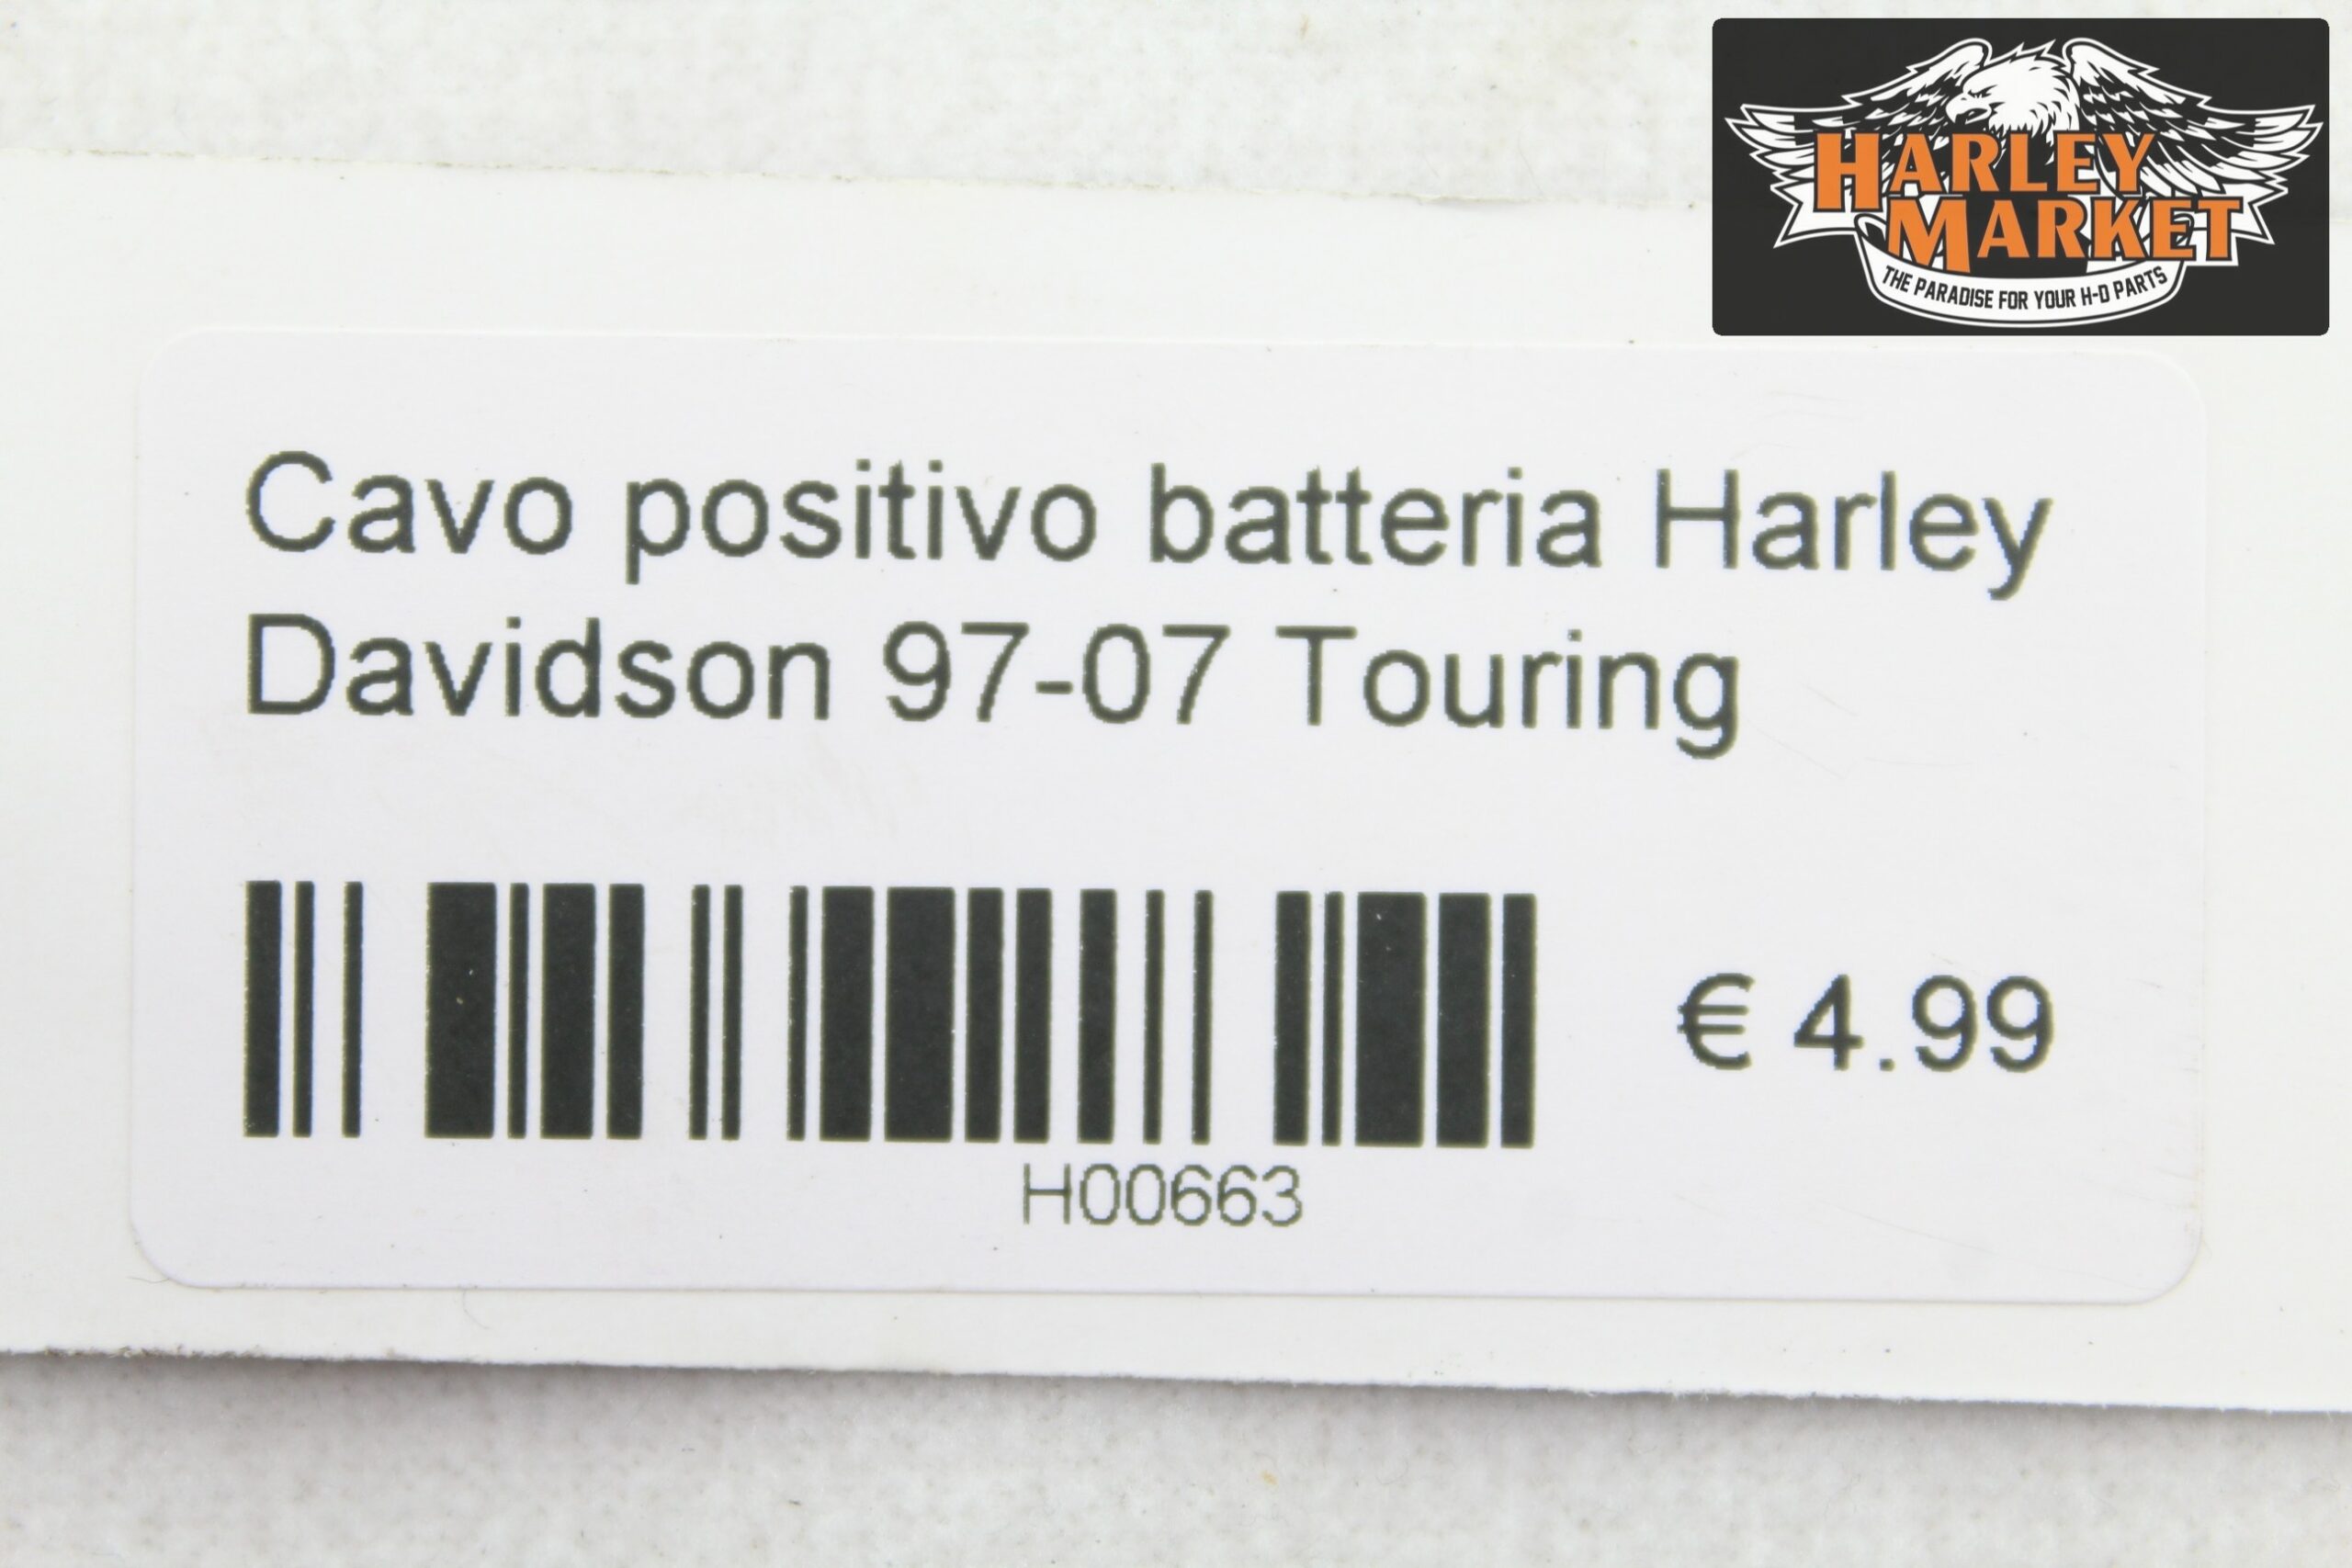 HARLEY
MARKET
THE PARADISE FOR YOUR H-D PARTS
Cavo positivo batteria Harley
Davidson 97-07 Touring
€ 4.99
H00663